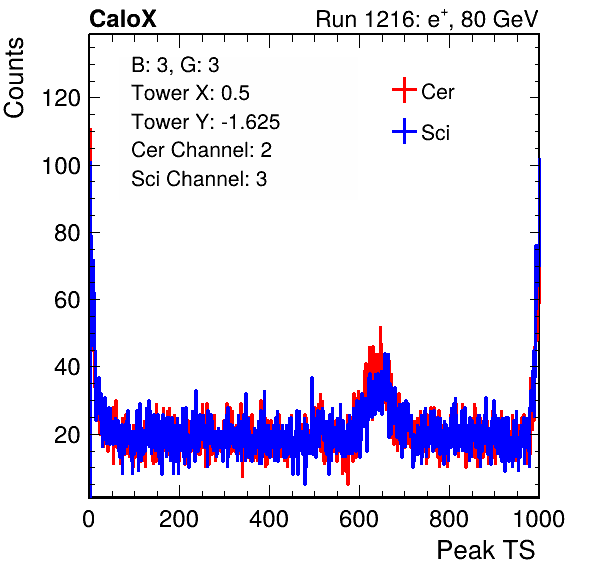 CaloX Run 1216: e+, 80 GeV
B: 3, G: 3
Tower X: 0.5
Tower Y: -1.625
Cer Channel: 2
Sci Channel: 3
Cer
Sci
Counts
120
100
80
60
40
20
0 200 400 600 800 1000
Peak TS